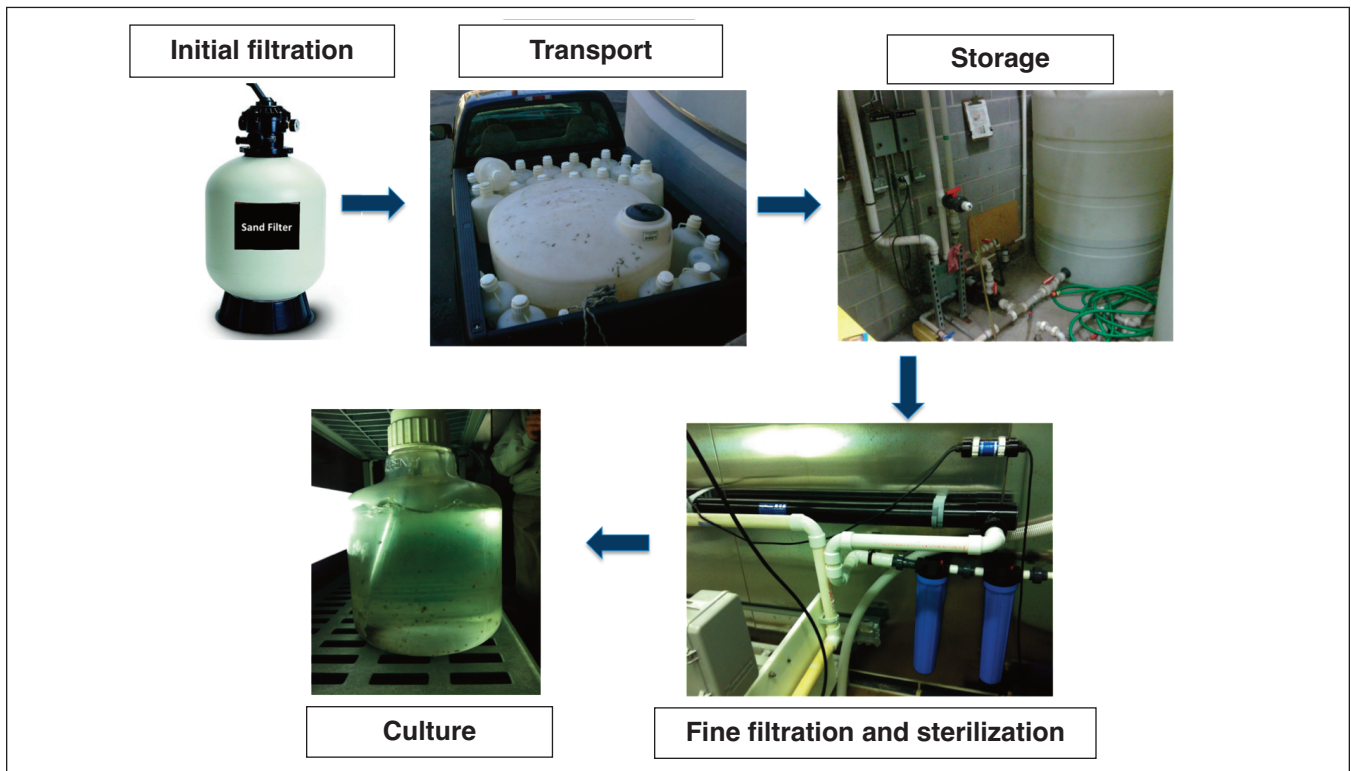 Initial filtration
Transport
Storage
Sand Filter
Culture
Fine filtration and sterilization